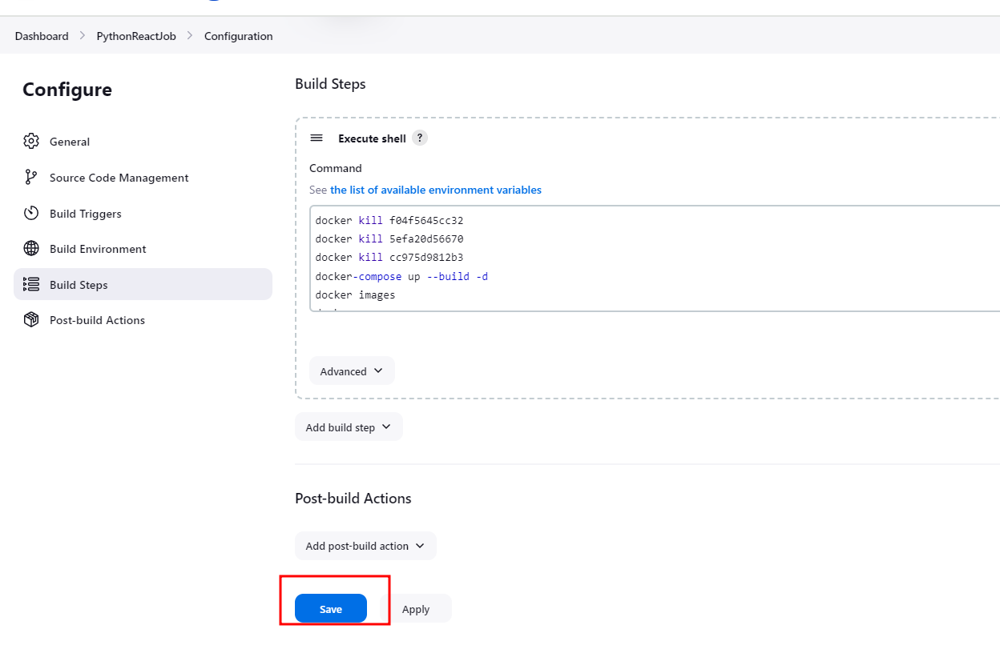 Dashboard > PythonReactJob > Configuration
Configure
General
Source Code Management
Build Triggers
Build Environment
Build Steps
Post-build Actions
Build Steps
Execute shell ?
Command
See the list of available environment variables
docker kill f04f5645cc32
docker kill 5efa20d56670
docker kill cc975d9812b3
docker-compose up --build -d
docker images
Advanced
Add build step
Post-build Actions
Add post-build action
Save
Apply